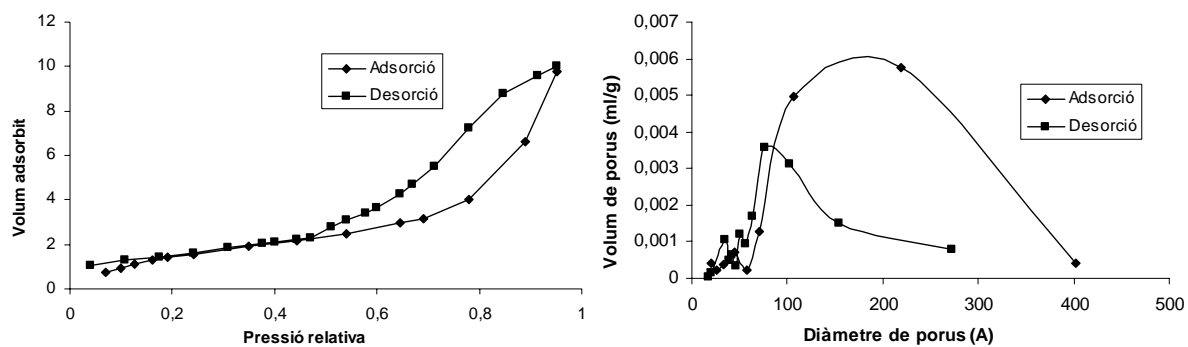 12
10
8
6
4
2
0
Volum adsorbit
Adsorció
Desorció
0 0,2 0,4 0,6 0,8 1
Pressió relativa
0,007
0,006
0,005
0,004
0,003
0,002
0,001
0
Volum de porus (ml/g)
Adsorció
Desorció
0 100 200 300 400 500
Diàmetre de porus (A)